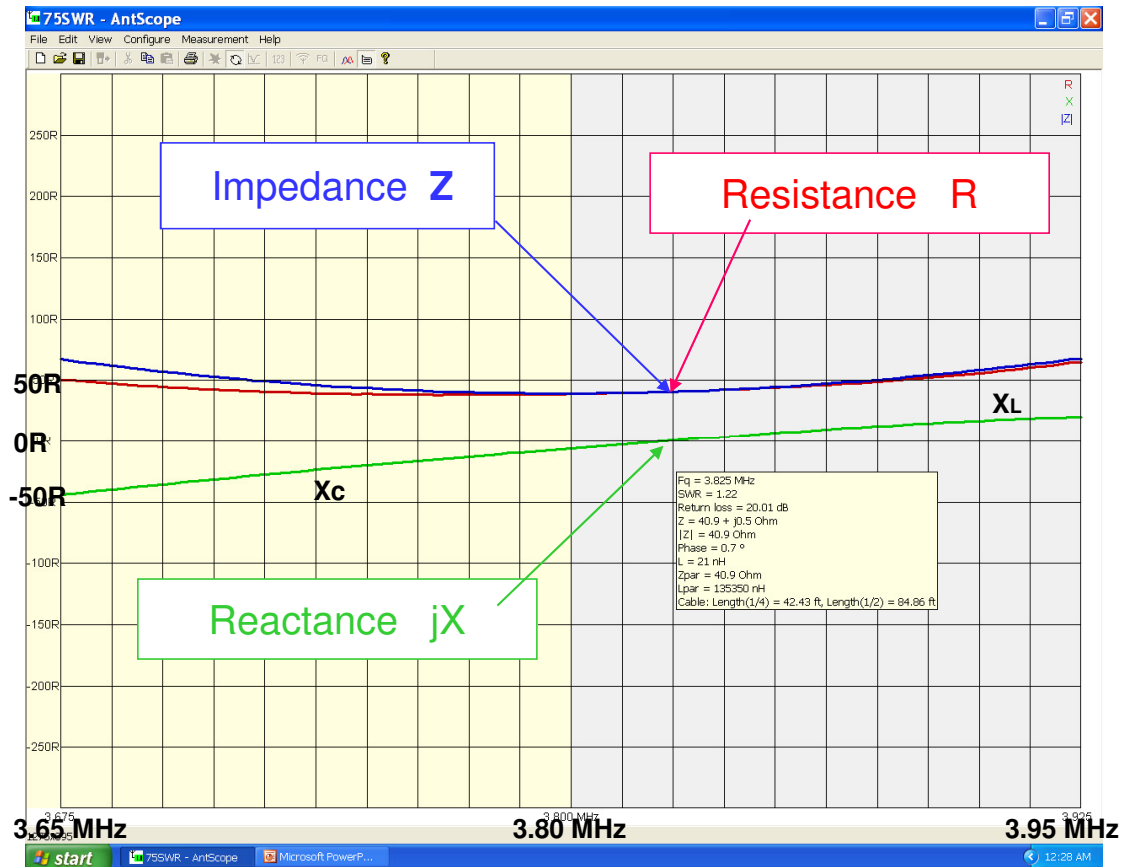 75SWR - AntScope
File Edit View Configure Measurement Help
123 FQ
R
X
|Z|
250R
Impedance Z
Resistance R
200R
150R
100R
50R
XL
0R
-50R
Xc
Fq = 3.825 MHz
SWR = 1.22
Return loss = 20.01 dB
Z = 40.9 + j0.5 Ohm
|Z| = 40.9 Ohm
Phase = 0.7 º
L = 21 nH
Zpar = 40.9 Ohm
Lpar = 135350 nH
Cable: Length(1/4) = 42.43 ft, Length(1/2) = 84.86 ft
-100R
Reactance jX
-150R
-200R
-250R
3.675 3.800 MHz 3.925
3.65 MHz 3.80 MHz 3.95 MHz
start 75SWR - AntScope Microsoft PowerP... 12:28 AM